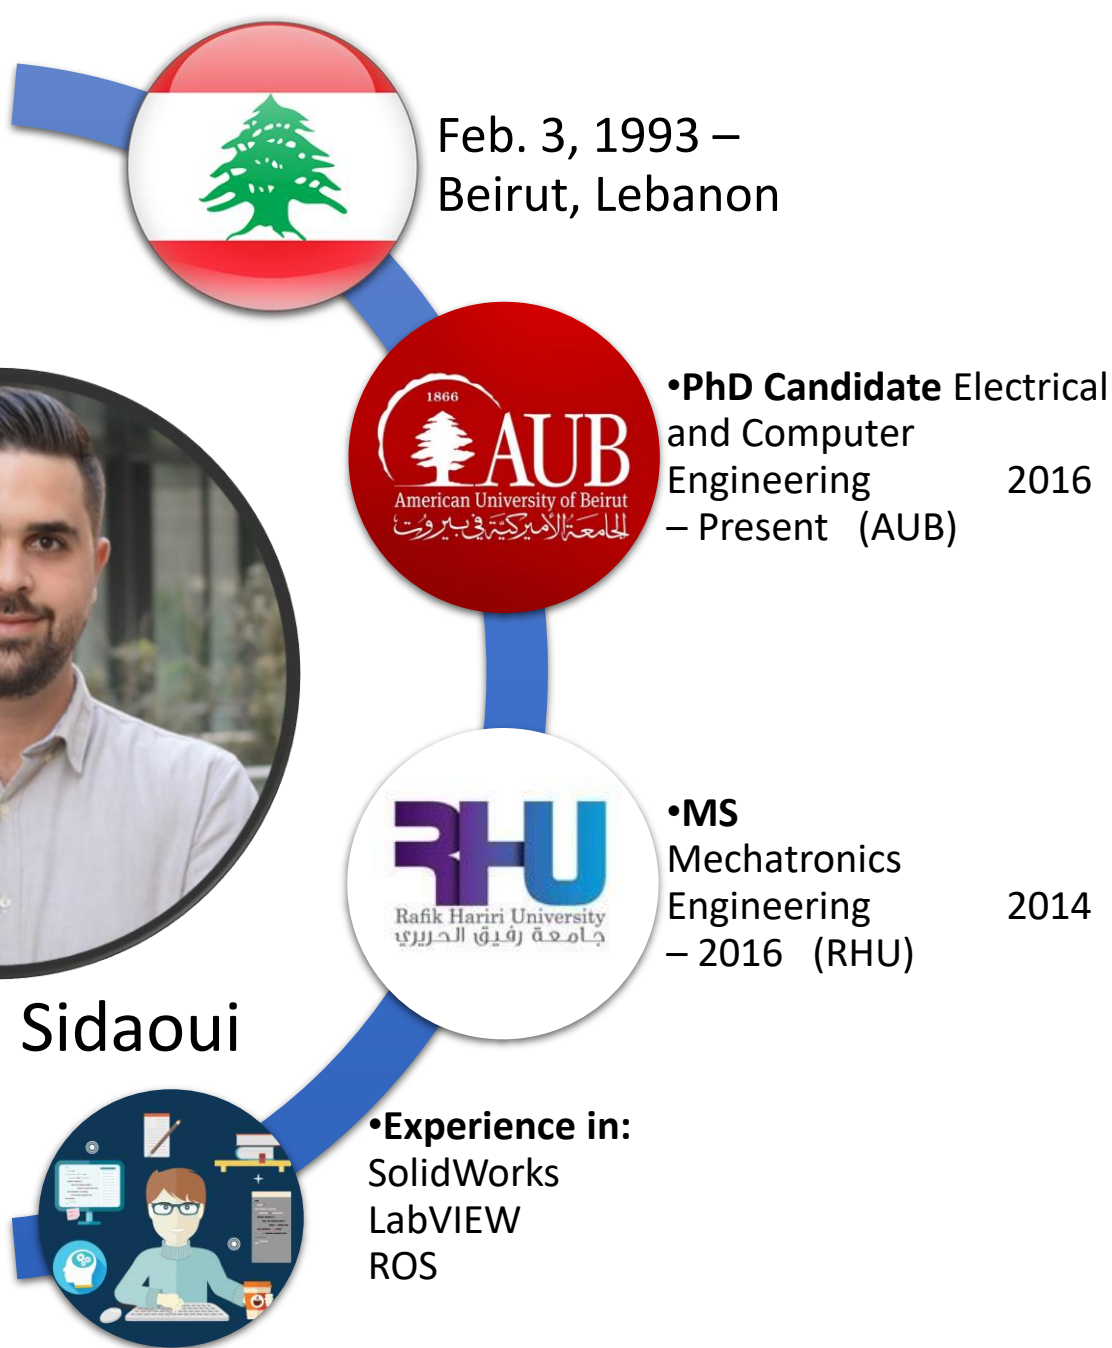 Feb. 3, 1993 –
Beirut, Lebanon
1866
AUB
American University of Beirut
الجامعة الأميركية في بيروت
•PhD Candidate Electrical
and Computer
Engineering 2016
– Present (AUB)
RHU
Rafik Hariri University
جامعة رفيق الحريري
•MS
Mechatronics
Engineering 2014
– 2016 (RHU)
Sidaoui
•Experience in:
SolidWorks
LabVIEW
ROS